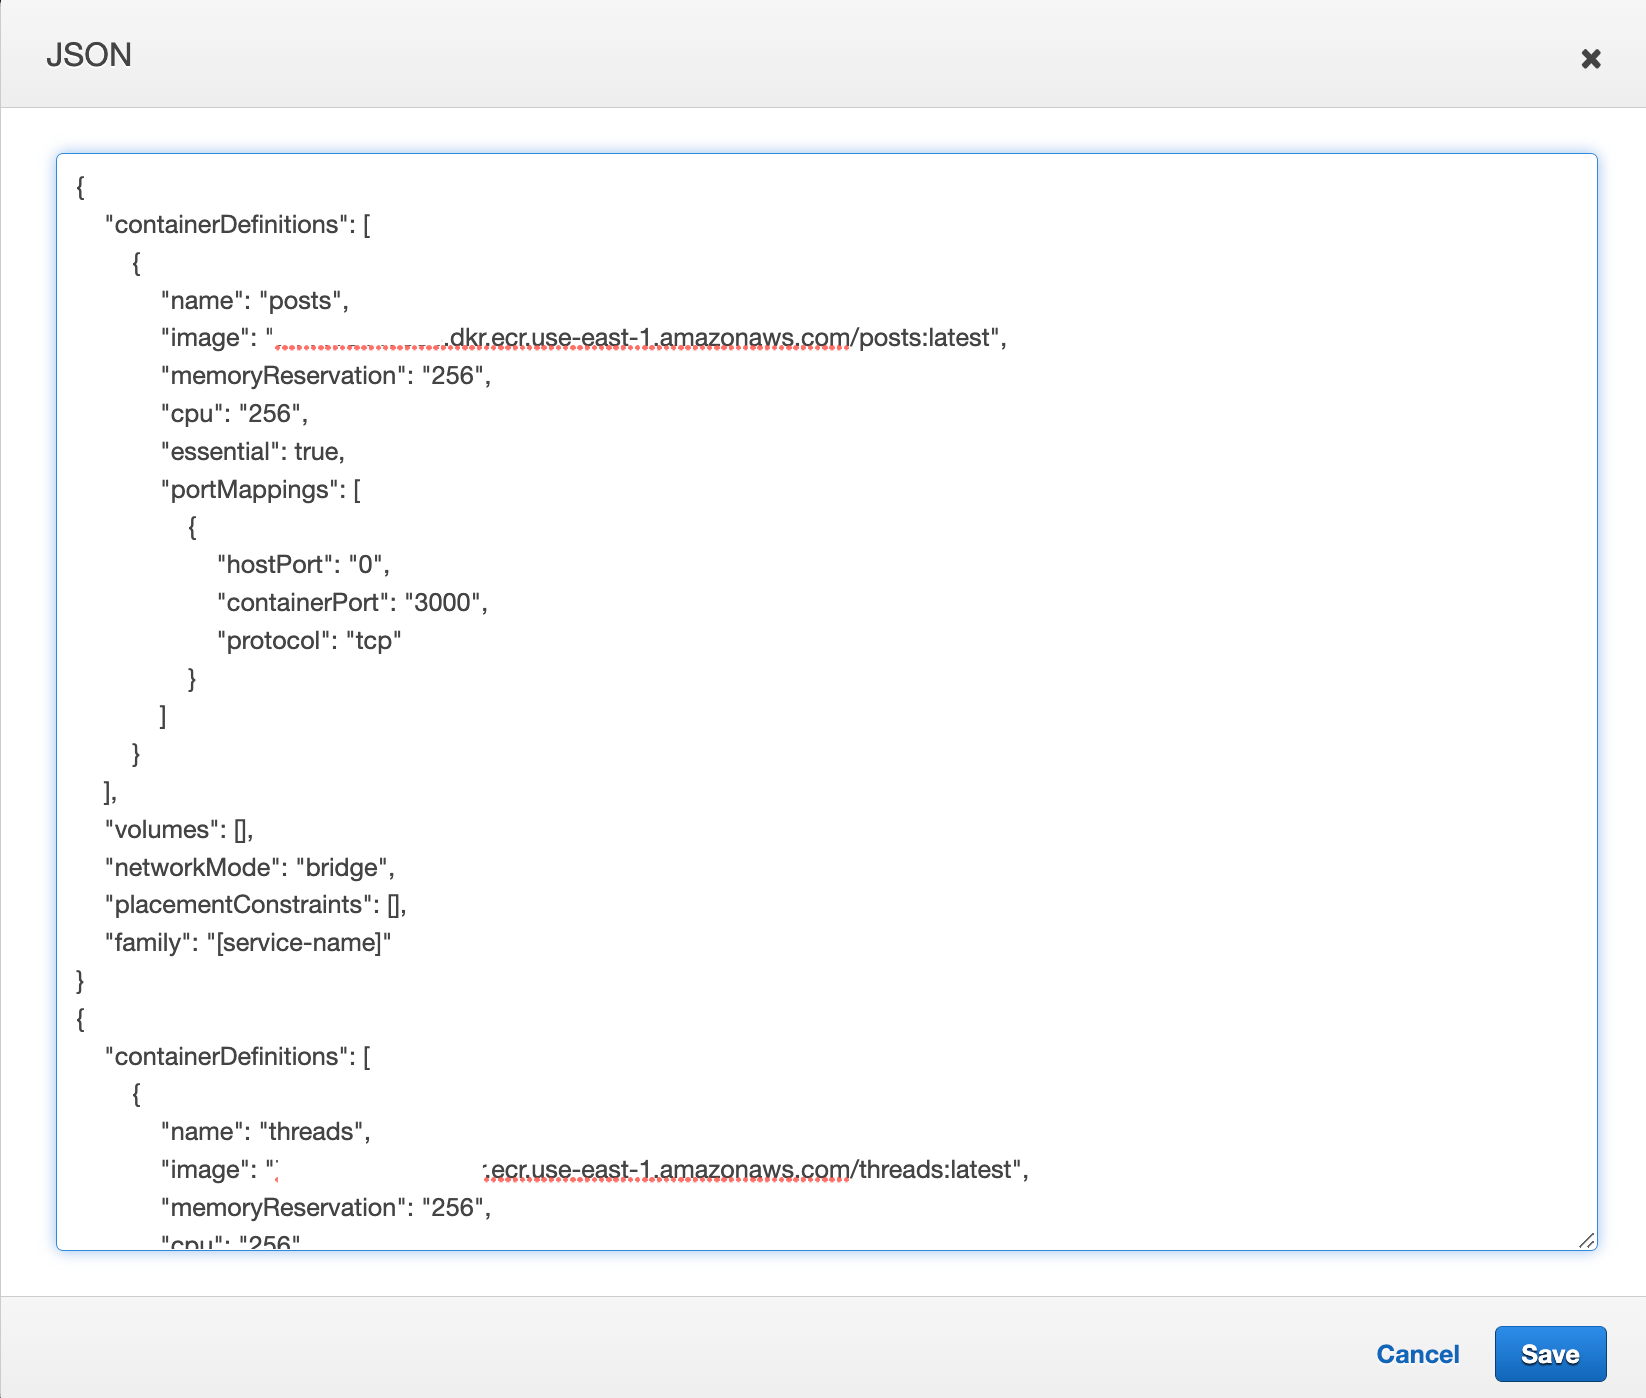 JSON
{
"containerDefinitions": [
{
"name": "posts",
"image": ".dkr.ecr.use-east-1.amazonaws.com/posts:latest",
"memoryReservation": "256",
"cpu": "256",
"essential": true,
"portMappings": [
{
"hostPort": "0",
"containerPort": "3000",
"protocol": "tcp"
}
]
}
],
"volumes": [],
"networkMode": "bridge",
"placementConstraints": [],
"family": "[service-name]"
}
{
"containerDefinitions": [
{
"name": "threads",
"image": " .ecr.use-east-1.amazonaws.com/threads:latest",
"memoryReservation": "256",
"cpu": "256"
Cancel
Save